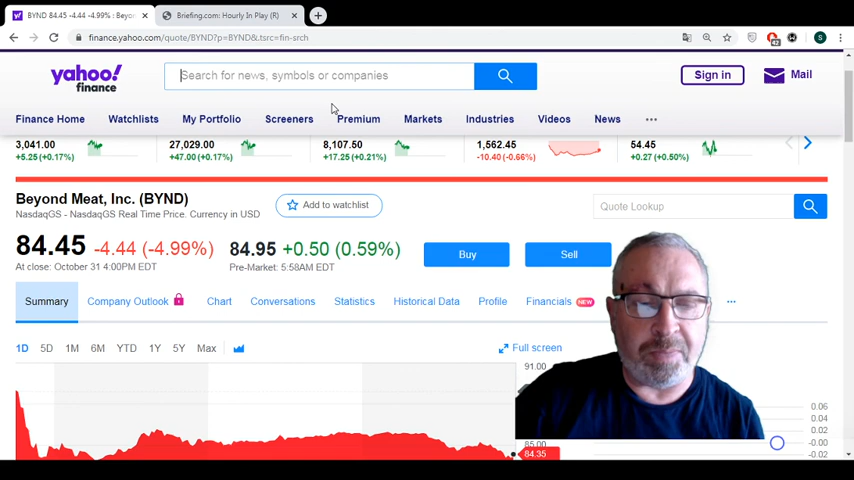 BYND 84.45 -4.44 -4.99% : Beyo
Briefing.com: Hourly In Play (R)
finance.yahoo.com/quote/BYND?p=BYND&.tsrc=fin-srch
42
S
yahoo!
finance
Search for news, symbols or companies
Sign in
Mail
Finance Home Watchlists My Portfolio Screeners Premium Markets Industries Videos News ...
3,041.00 27,029.00 8,107.50 1,562.45 54.45
+5.25 (+0.17%) +47.00 (+0.17%) +17.25 (+0.21%) -10.40 (-0.66%) +0.27 (+0.50%)
Beyond Meat, Inc. (BYND)
NasdaqGS - NasdaqGS Real Time Price. Currency in USD
Add to watchlist
Quote Lookup
84.45 -4.44 (-4.99%) 84.95 +0.50 (0.59%)
At close: October 31 4:00PM EDT Pre-Market: 5:58AM EDT
Buy Sell
Summary Company Outlook Chart Conversations Statistics Historical Data Profile Financials NEW ...
1D 5D 1M 6M YTD 1Y 5Y Max
Full screen
91.00
0.06
0.04
0.02
-0.00
-0.02
85.00
84.35